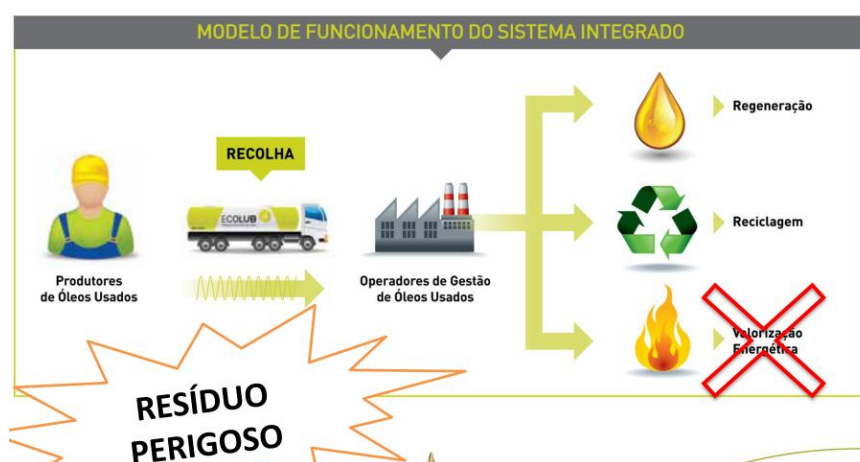 MODELO DE FUNCIONAMENTO DO SISTEMA INTEGRADO
Regeneração
RECOLHA
ECOLUB
Reciclagem
Produtores
de Óleos Usados
Operadores de Gestão
de Óleos Usados
Valorização
Energética
RESÍDUO
PERIGOSO